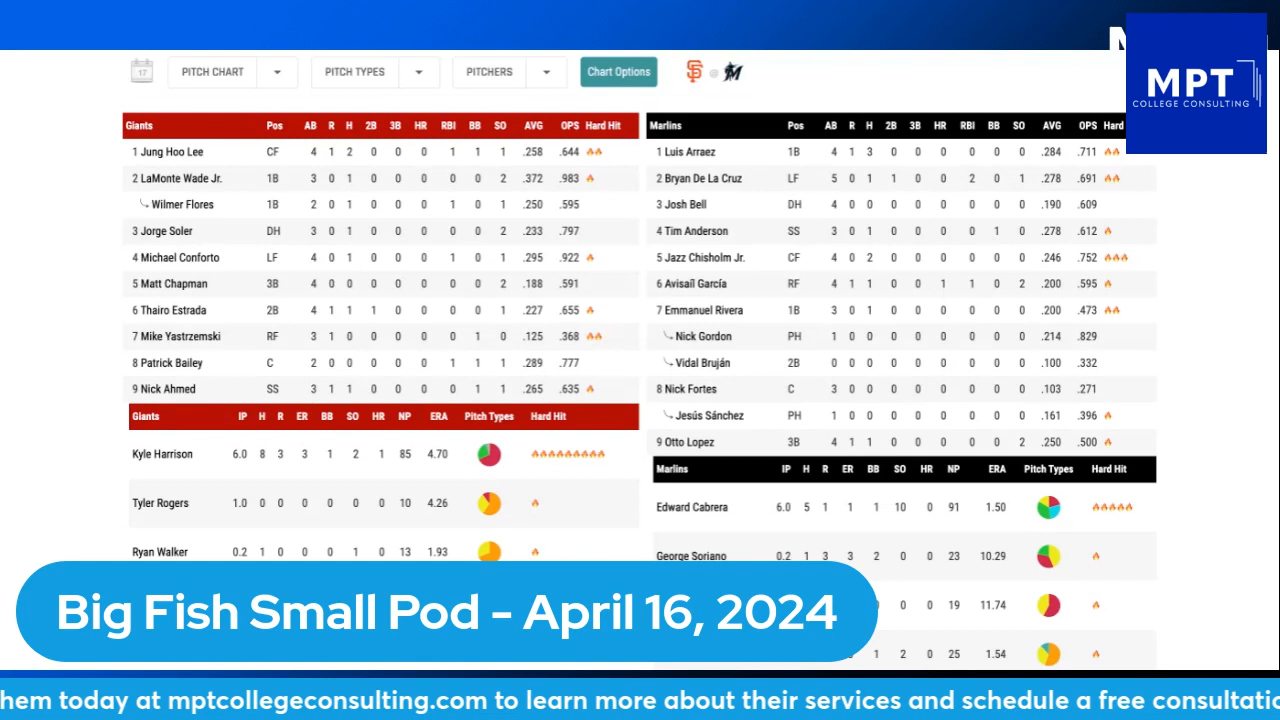 17 PITCH CHART PITCH TYPES PITCHERS Chart Options SF @ M
MPT
COLLEGE CONSULTING
Giants Pos AB R H 2B 3B HR RBI BB SO AVG OPS Hard Hit
1 Jung Hoo Lee CF 4 1 2 0 0 0 1 1 1 .258 .644
2 LaMonte Wade Jr. 1B 3 0 1 0 0 0 0 0 2 .372 .983
Wilmer Flores 1B 2 0 1 0 0 0 1 0 1 .250 .595
3 Jorge Soler DH 3 0 1 0 0 0 0 0 2 .233 .797
4 Michael Conforto LF 4 0 1 0 0 0 1 0 1 .295 .922
5 Matt Chapman 3B 4 0 0 0 0 0 0 0 2 .188 .591
6 Thairo Estrada 2B 4 1 1 1 0 0 0 0 1 .227 .655
7 Mike Yastrzemski RF 3 1 0 0 0 0 0 1 0 .125 .368
8 Patrick Bailey C 2 0 0 0 0 0 1 1 1 .289 .777
9 Nick Ahmed SS 3 1 1 0 0 0 0 1 1 .265 .635
Giants IP H R ER BB SO HR NP ERA Pitch Types Hard Hit
Kyle Harrison 6.0 8 3 3 1 2 1 85 4.70
Tyler Rogers 1.0 0 0 0 0 0 0 10 4.26
Ryan Walker 0.2 1 0 0 0 1 0 13 1.93
Marlins Pos AB R H 2B 3B HR RBI BB SO AVG OPS Hard
1 Luis Arraez 1B 4 1 3 0 0 0 0 0 0 .284 .711
2 Bryan De La Cruz LF 5 0 1 1 0 0 2 0 1 .278 .691
3 Josh Bell DH 4 0 0 0 0 0 0 0 0 .190 .609
4 Tim Anderson SS 3 0 1 0 0 0 0 1 0 .278 .612
5 Jazz Chisholm Jr. CF 4 0 2 0 0 0 0 0 0 .246 .752
6 Avisaíl García RF 4 1 1 0 0 1 1 0 2 .200 .595
7 Emmanuel Rivera 1B 3 0 1 0 0 0 0 0 0 .200 .473
Nick Gordon PH 1 0 0 0 0 0 0 0 0 .214 .829
Vidal Bruján 2B 0 0 0 0 0 0 0 0 0 .100 .332
8 Nick Fortes C 3 0 0 0 0 0 0 0 0 .103 .271
Jesús Sánchez PH 1 0 0 0 0 0 0 0 0 .161 .396
9 Otto Lopez 3B 4 1 1 0 0 0 0 0 2 .250 .500
Marlins IP H R ER BB SO HR NP ERA Pitch Types Hard Hit
Edward Cabrera 6.0 5 1 1 1 10 0 91 1.50
George Soriano 0.2 1 3 3 2 0 0 23 10.29
0 0 19 11.74
1 2 0 25 1.54
Big Fish Small Pod - April 16, 2024
hem today at mptcollegeconsulting.com to learn more about their services and schedule a free consultatio